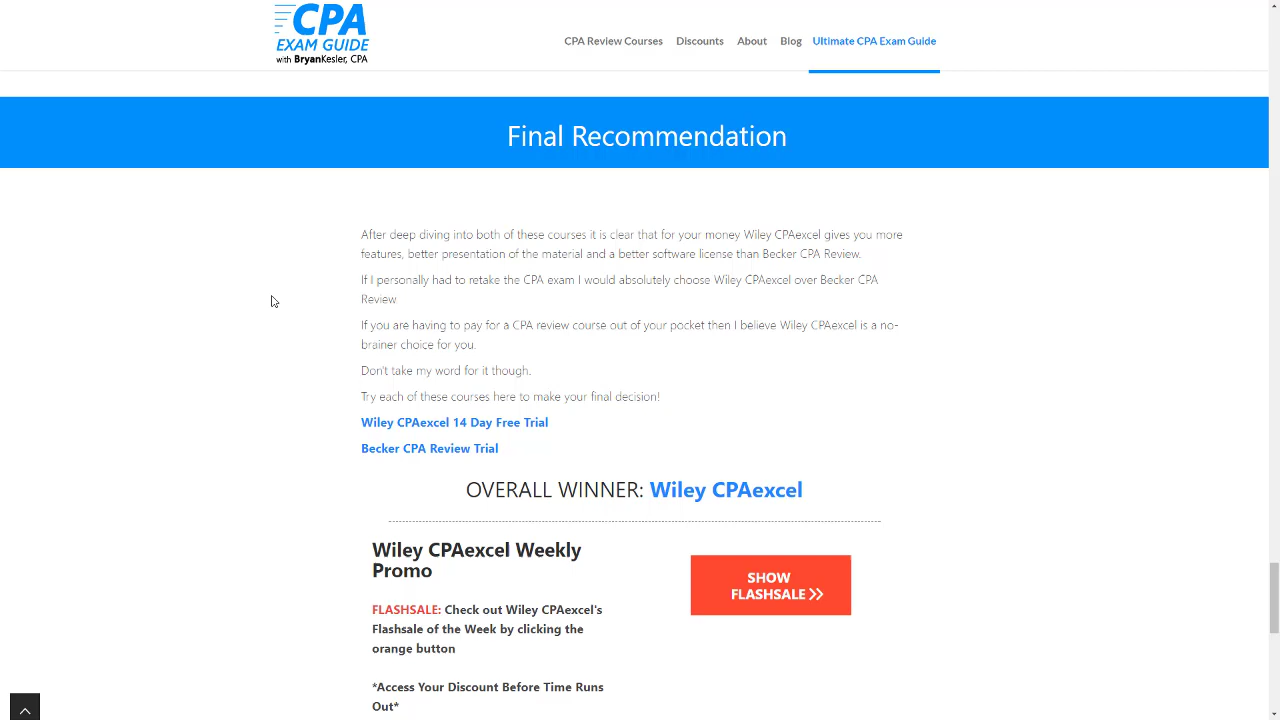 CPA
EXAM GUIDE
with BryanKesler, CPA
CPA Review Courses Discounts About Blog Ultimate CPA Exam Guide
Final Recommendation
After deep diving into both of these courses it is clear that for your money Wiley CPAexcel gives you more
features, better presentation of the material and a better software license than Becker CPA Review.
If I personally had to retake the CPA exam I would absolutely choose Wiley CPAexcel over Becker CPA
Review.
If you are having to pay for a CPA review course out of your pocket then I believe Wiley CPAexcel is a no-
brainer choice for you.
Don't take my word for it though.
Try each of these courses here to make your final decision!
Wiley CPAexcel 14 Day Free Trial
Becker CPA Review Trial
OVERALL WINNER: Wiley CPAexcel
Wiley CPAexcel Weekly
Promo
FLASHSALE: Check out Wiley CPAexcel's
Flashsale of the Week by clicking the
orange button
*Access Your Discount Before Time Runs
Out*
SHOW
FLASHSALE